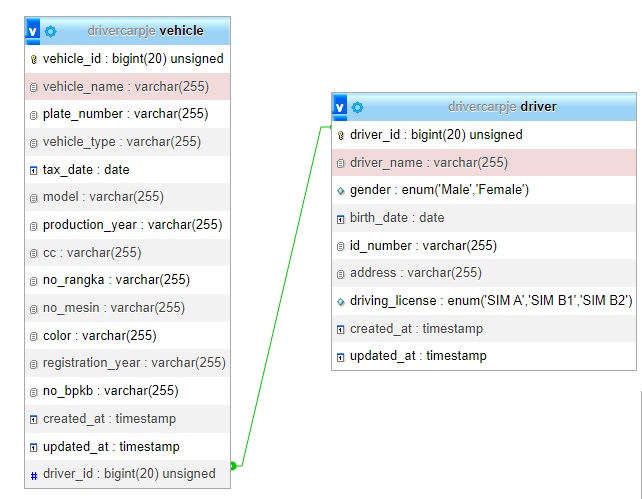 v drivercarpje vehicle
vehicle_id : bigint(20) unsigned
vehicle_name : varchar(255)
plate_number : varchar(255)
vehicle_type : varchar(255)
tax_date : date
model : varchar(255)
production_year : varchar(255)
cc : varchar(255)
no_rangka : varchar(255)
no_mesin : varchar(255)
color : varchar(255)
registration_year : varchar(255)
no_bpkb : varchar(255)
created_at : timestamp
updated_at : timestamp
# driver_id : bigint(20) unsigned
v drivercarpje driver
driver_id : bigint(20) unsigned
driver_name : varchar(255)
gender : enum('Male','Female')
birth_date : date
id_number : varchar(255)
address : varchar(255)
driving_license : enum('SIM A','SIM B1','SIM B2')
created_at : timestamp
updated_at : timestamp